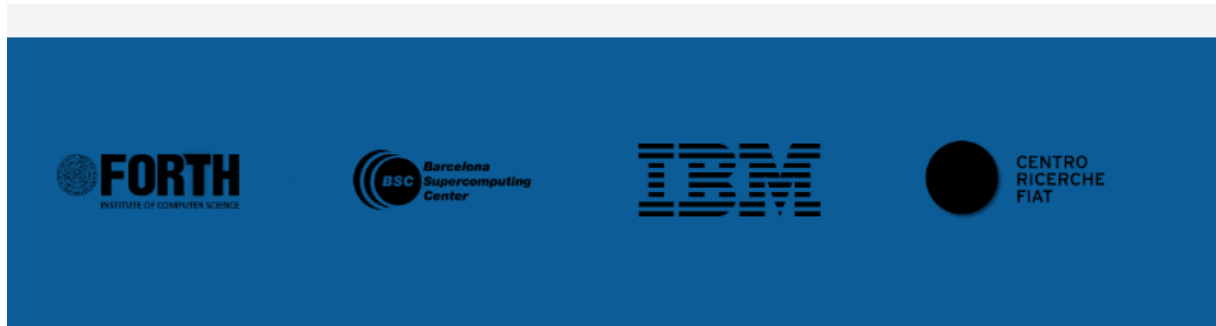 FORTH
INSTITUTE OF COMPUTER SCIENCE
BSC
Barcelona
Supercomputing
Center
IBM
CENTRO
RICERCHE
FIAT